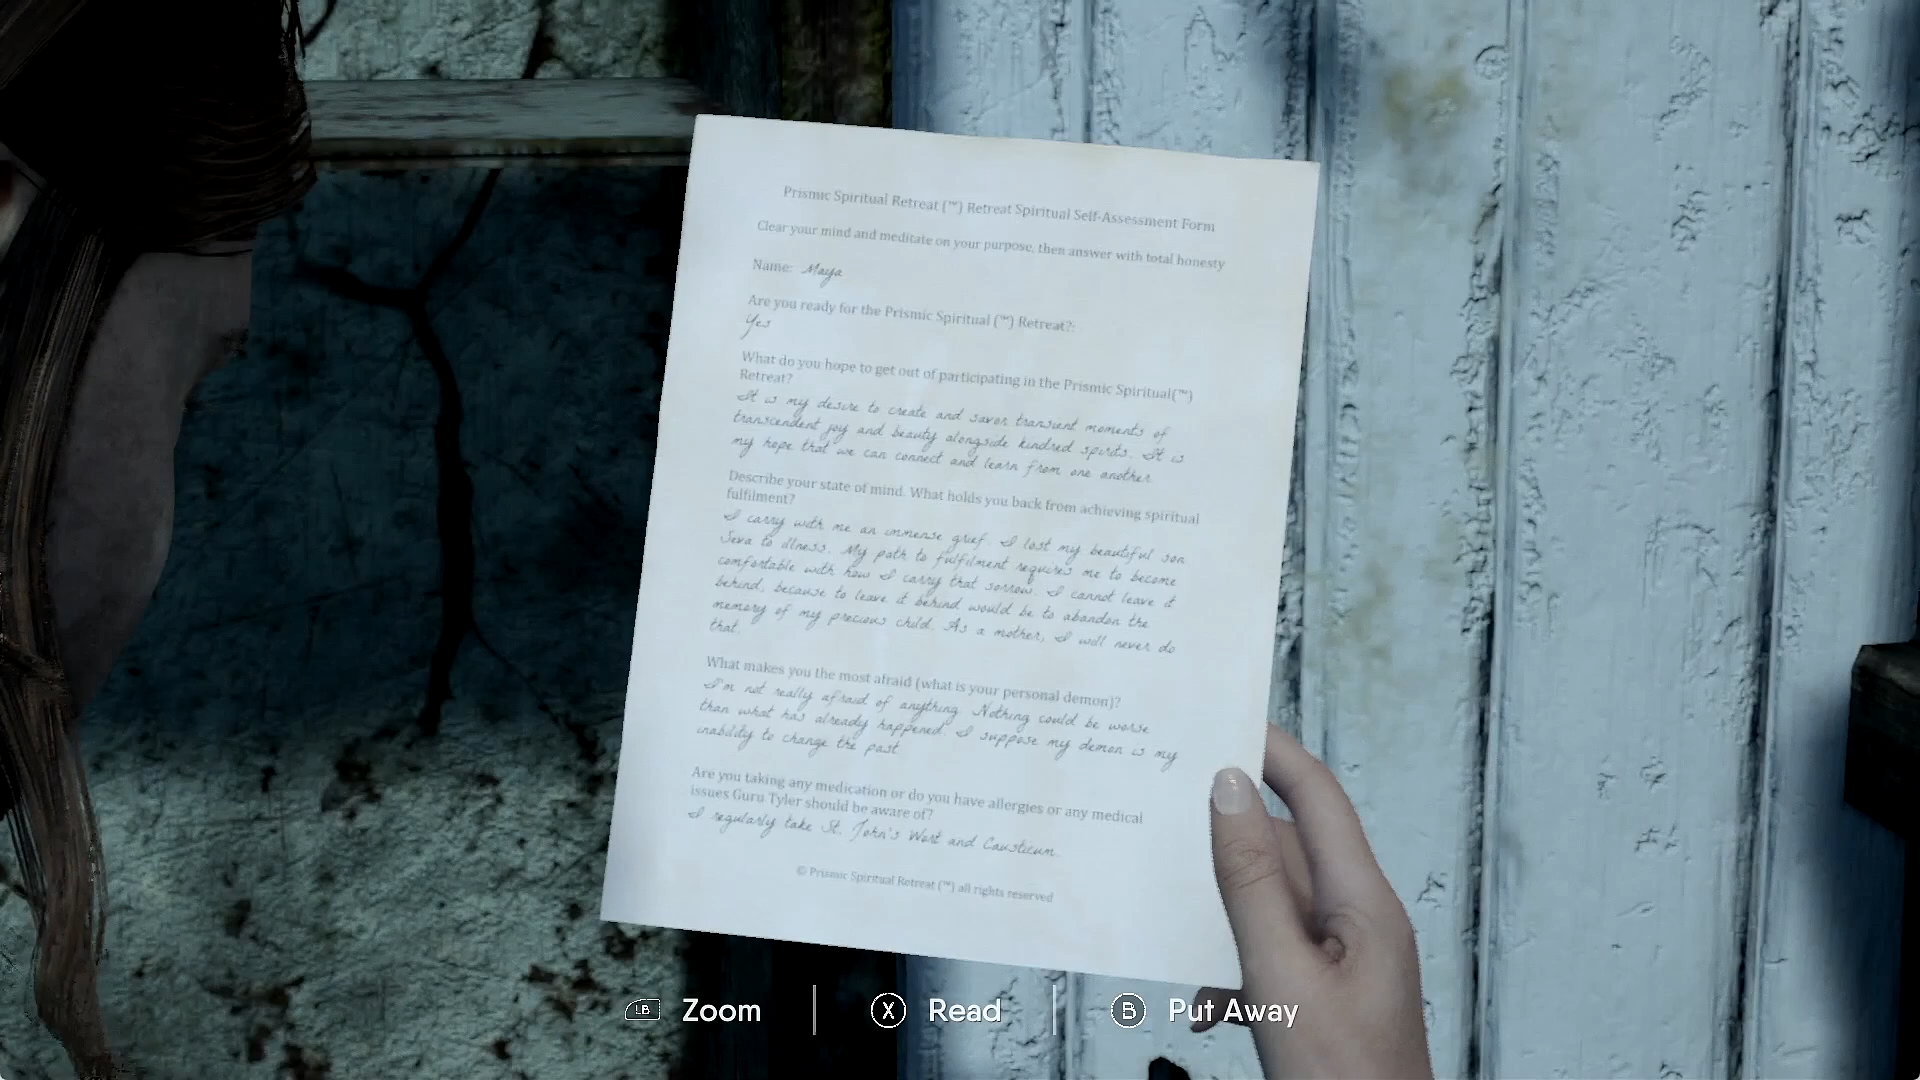 Prismic Spiritual Retreat (™) Retreat Spiritual Self-Assessment Form
Clear your mind and meditate on your purpose, then answer with total honesty
Name: Maya
Are you ready for the Prismic Spiritual (™) Retreat?:
Yes
What do you hope to get out of participating in the Prismic Spiritual(™)
Retreat?
It is my desire to create and savor transient moments of
transcendent joy and beauty alongside kindred spirits. It is
my hope that we can connect and learn from one another.
Describe your state of mind. What holds you back from achieving spiritual
fulfilment?
I carry with me an immense grief. I lost my beautiful son
Seva to illness. My path to fulfilment requires me to become
comfortable with how I carry that sorrow. I cannot leave it
behind, because to leave it behind would be to abandon the
memory of my precious child. As a mother, I will never do
that.
What makes you the most afraid (what is your personal demon)?
I'm not really afraid of anything. Nothing could be worse
than what has already happened. I suppose my demon is my
inability to change the past.
Are you taking any medication or do you have allergies or any medical
issues Guru Tyler should be aware of?
I regularly take St. John's Wort and Causticum.
© Prismic Spiritual Retreat (™) all rights reserved
LB Zoom X Read B Put Away